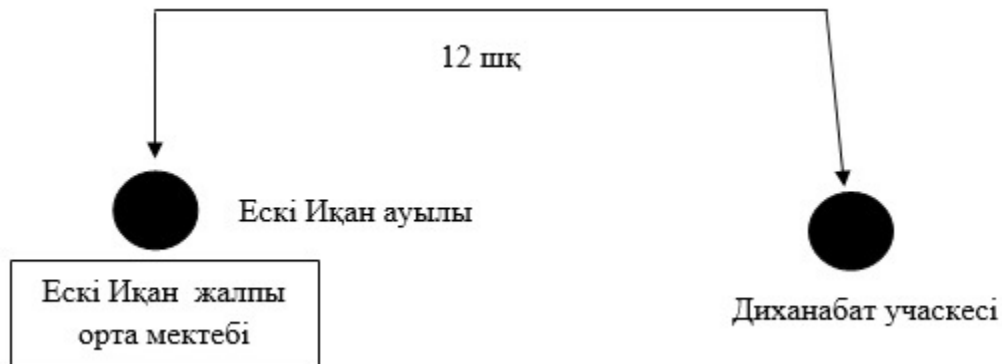 12 шқ
Ескі Иқан ауылы
Ескі Иқан жалпы
орта мектебі
Диханабат учаскесі